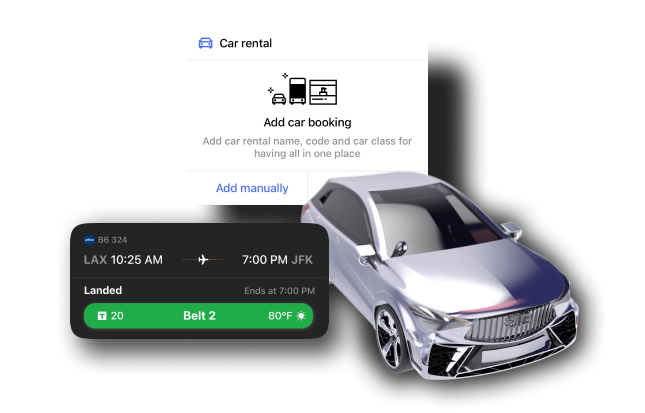 Car rental
Add car booking
Add car rental name, code and car class for
having all in one place
Add manually
B6 324
LAX 10:25 AM 7:00 PM JFK
Landed Ends at 7:00 PM
20 Belt 2 80°F